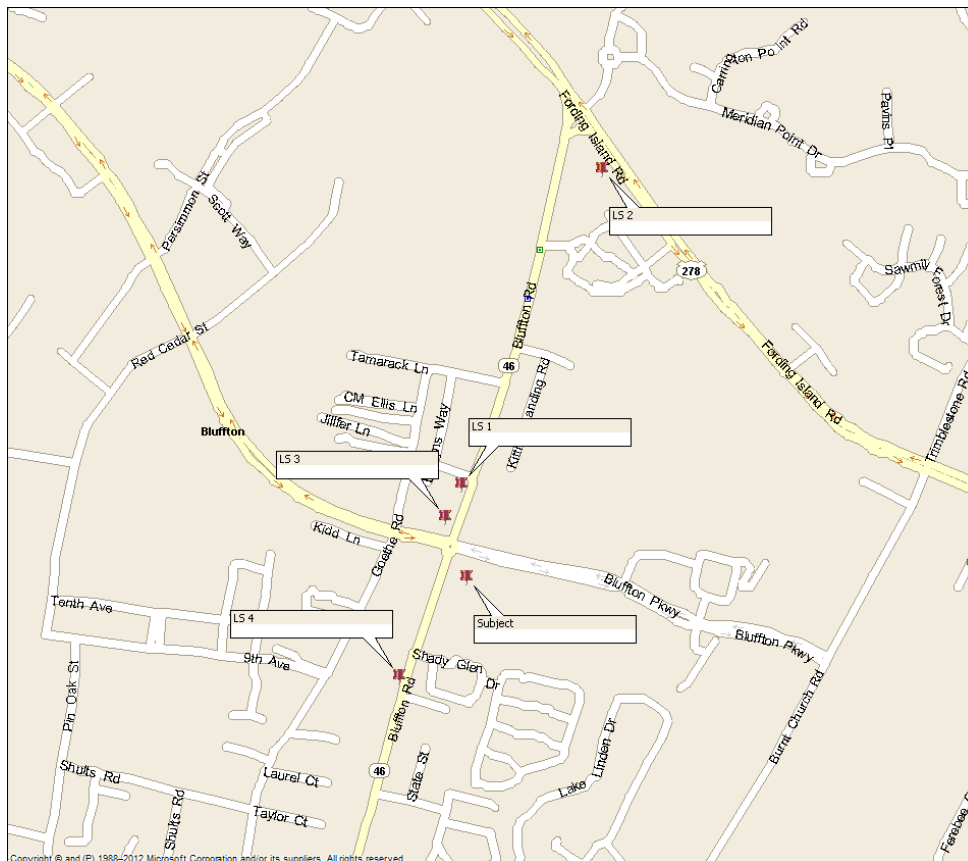 Carrington Point Rd
Fording Island Rd
Pavins Pl
Meridian Point Dr
Persimmon St
Scott Way
LS 2
278
Sawmill Forest Dr
Bluffton Rd
Red Cedar St
Tamarack Ln
46
Fording Island Rd
CM Ellis Ln
Jilifer Ln
Way
anding Rd
Trimblestone Rd
Bluffton
LS 1
LS 3
Kidd Ln
Goethe Rd
Bluffton Pkwy
Tenth Ave
LS 4
Subject
Bluffton Pkwy
9th Ave
Shady Glen Dr
Pin Oak St
Bluffton Rd
Burnt Church Rd
Linden Dr
Lake
46
State St
Shults Rd
Laurel Ct
Shults Rd
Taylor Ct
Ferebee
Copyright © and (P) 1988–2012 Microsoft Corporation and/or its suppliers. All rights reserved.